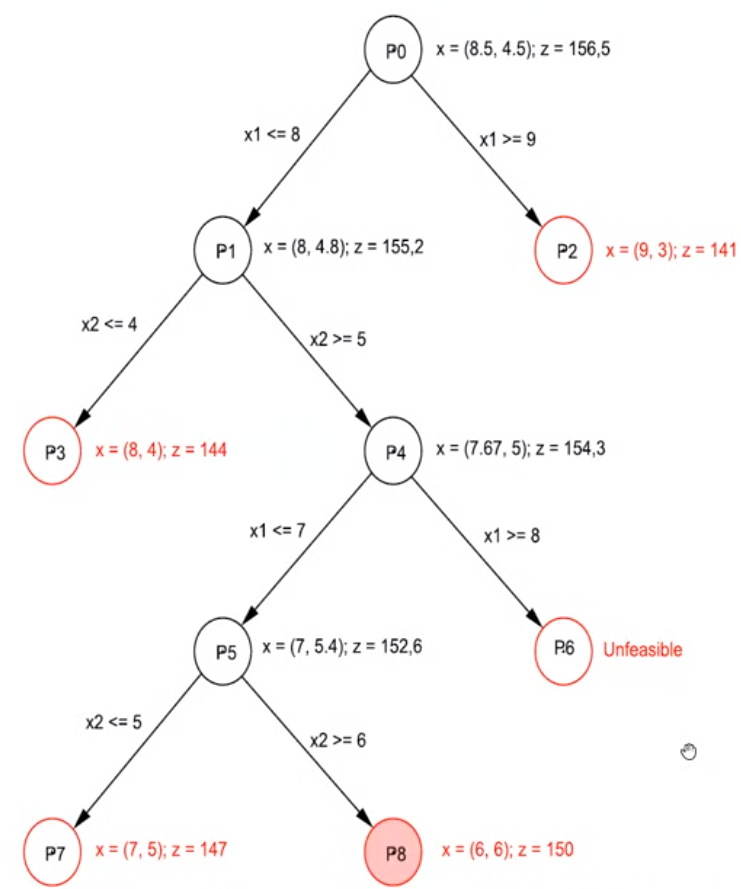 P0 x = (8.5, 4.5); z = 156,5
x1 <= 8
x1 >= 9
P1 x = (8, 4.8); z = 155,2
P2 x = (9, 3); z = 141
x2 <= 4
x2 >= 5
P3 x = (8, 4); z = 144
P4 x = (7.67, 5); z = 154,3
x1 <= 7
x1 >= 8
P5 x = (7, 5.4); z = 152,6
P.6 Unfeasible
x2 <= 5
x2 >= 6
P7 x = (7, 5); z = 147
P8 x = (6, 6); z = 150